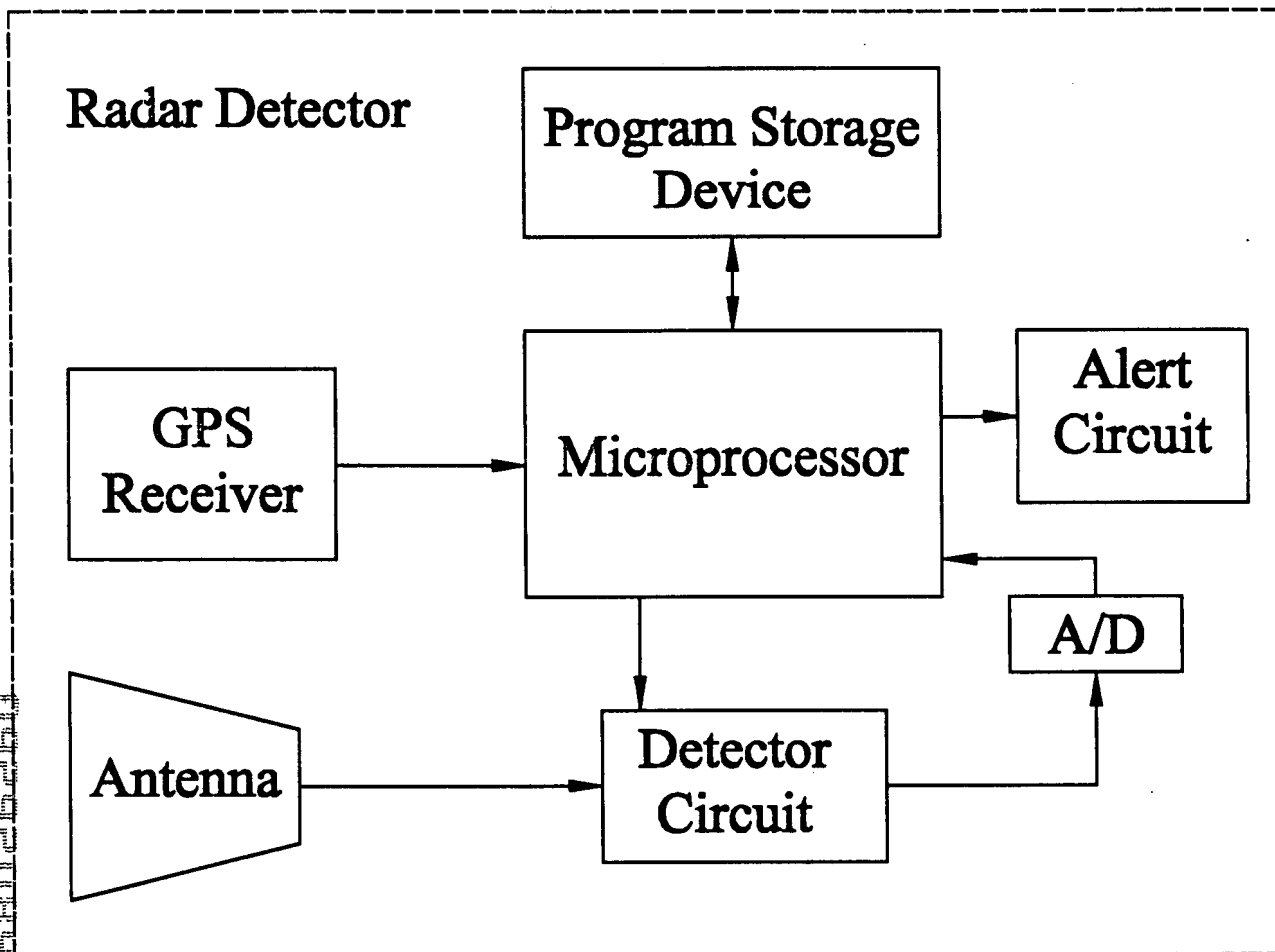 Radar Detector
Program Storage
Device
GPS
Receiver
Microprocessor
Alert
Circuit
A/D
Antenna
Detector
Circuit